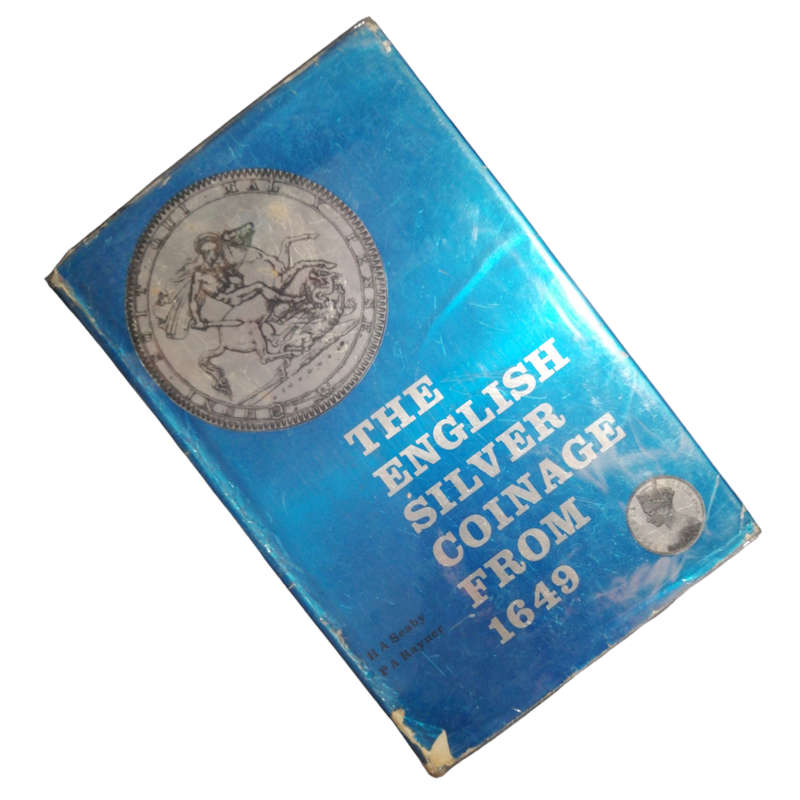 THE
ENGLISH
SILVER
COINAGE
FROM
1649
H A Seaby
P A Rayner